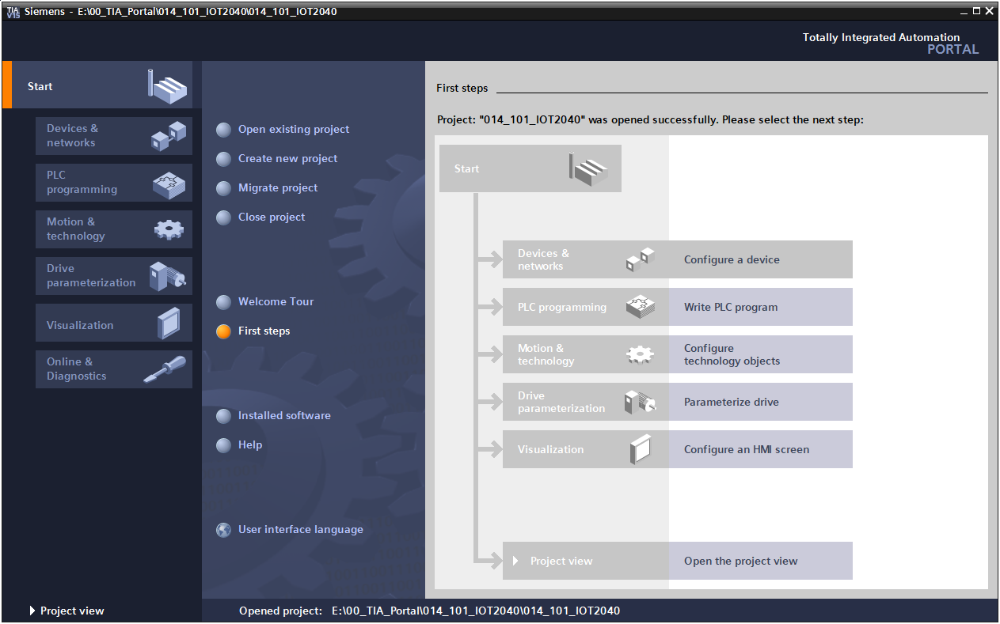 TIA
V15
Siemens - E:\00_TIA_Portal\014_101_IOT2040\014_101_IOT2040
Totally Integrated Automation
PORTAL
Start
Devices &
networks
PLC
programming
Motion &
technology
Drive
parameterization
Visualization
Online &
Diagnostics
Project view
Open existing project
Create new project
Migrate project
Close project
Welcome Tour
First steps
Installed software
Help
User interface language
First steps
Project: "014_101_IOT2040" was opened successfully. Please select the next step:
Start
Devices &
networks
Configure a device
PLC programming
Write PLC program
Motion &
technology
Configure
technology objects
Drive
parameterization
Parameterize drive
Visualization
Configure an HMI screen
Project view
Open the project view
Opened project: E:\00_TIA_Portal\014_101_IOT2040\014_101_IOT2040